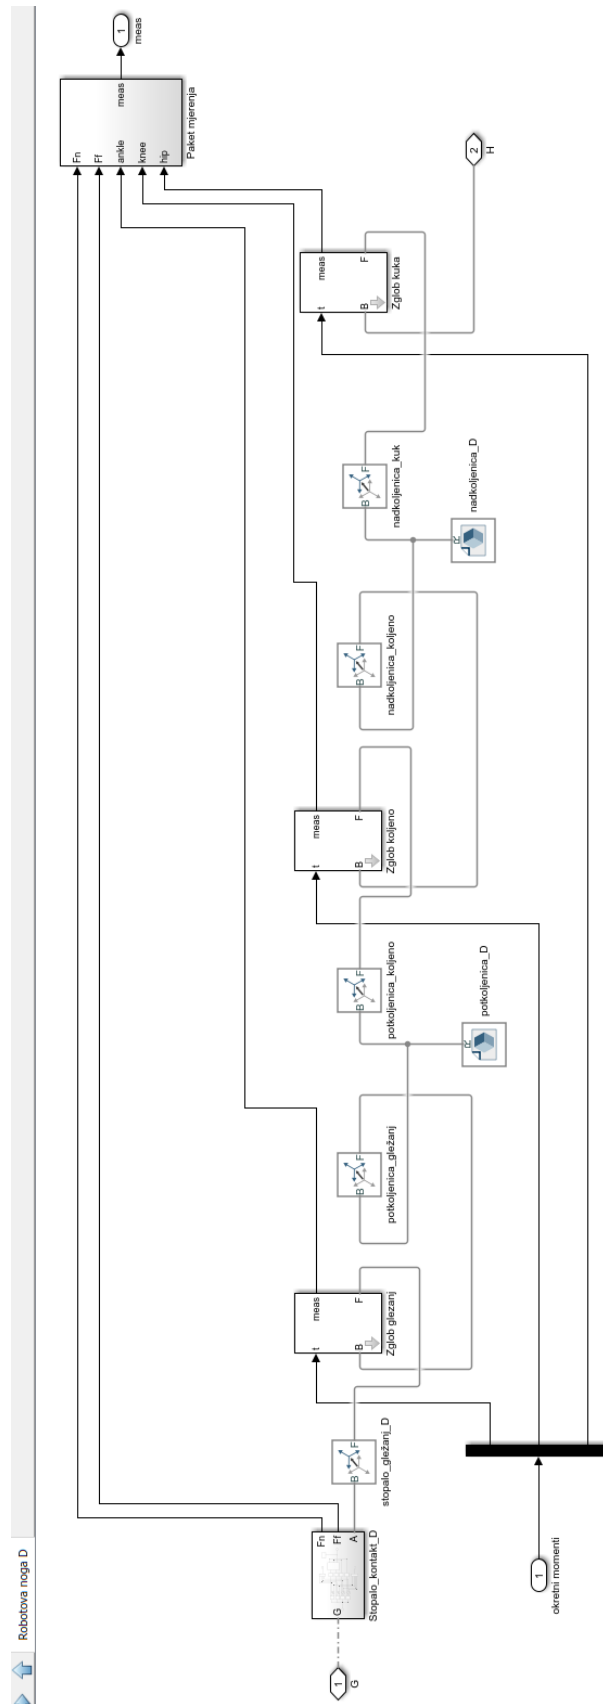 Robotova noga D
1
G
G
Fn
Ff
A
Stopalo_kontakt_D
1
okretni momenti
B
F
stopalo_gležanj_D
t
meas
B
F
Zglob glezanj
B
F
potkoljenica_gležanj
R
potkoljenica_D
B
F
potkoljenica_koljeno
t
meas
B
F
Zglob koljeno
B
F
nadkoljenica_koljeno
R
nadkoljenica_D
B
F
nadkoljenica_kuk
t
meas
B
F
Zglob kuka
2
H
Fn
Ff
ankle
knee
hip
meas
Paket mjerenja
1
meas